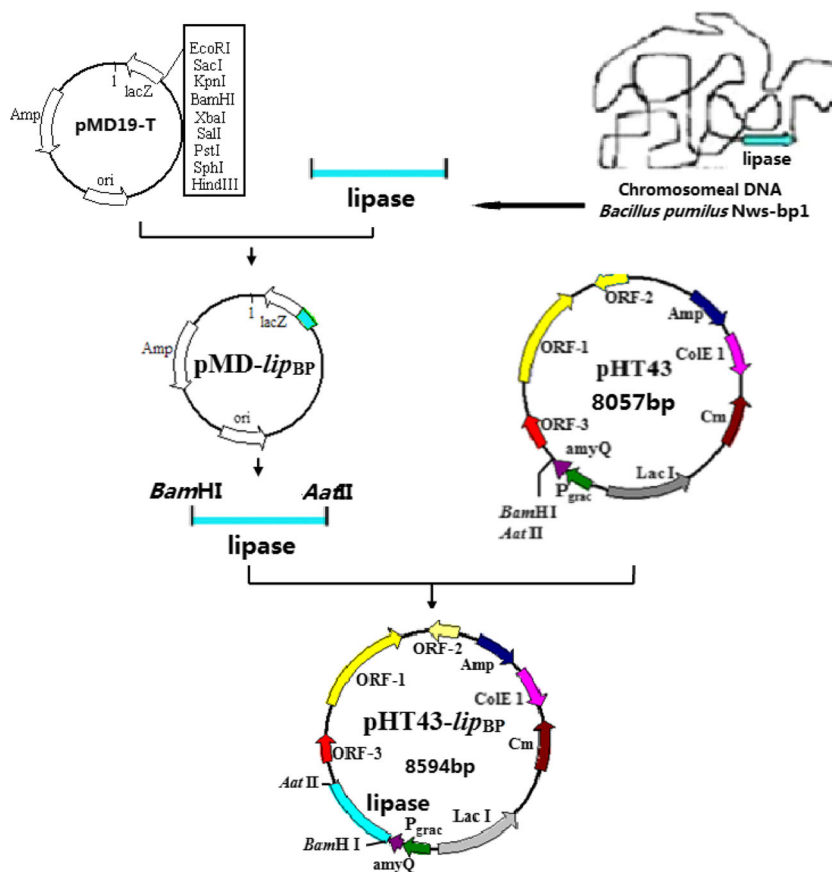 EcoRI
SacI
KpnI
BamHI
XbaI
SalI
PstI
SphI
HindIII
1
lacZ
Amp
pMD19-T
ori
lipase
lipase
Chromosomeal DNA
Bacillus pumilus Nws-bp1
1
lacZ
Amp
pMD-lipBP
ori
ORF-2
Amp
ORF-1
ColE 1
pHT43
8057bp
ORF-3
Cm
amyQ
Lac I
Pgrac
BamH I
Aat II
BamHI
AatII
lipase
ORF-2
Amp
ORF-1
ColE 1
pHT43-lipBP
Cm
ORF-3
8594bp
Aat II
lipase
Lac I
Pgrac
BamH I
amyQ